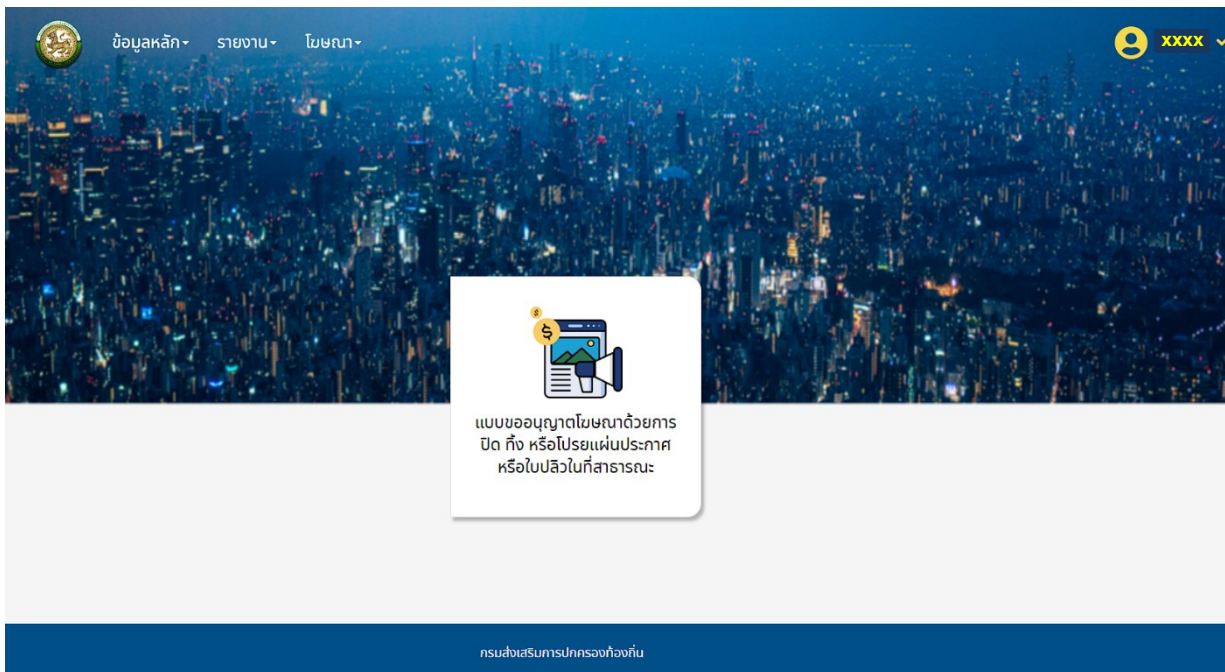 ข้อมูลหลัก รายงาน โฆษณา xxxx
$
$
แบบขออนุญาตโฆษณาด้วยการ
ปิด ทิ้ง หรือโปรยแผ่นประกาศ
หรือใบปลิวในที่สาธารณะ
กรมส่งเสริมการปกครองท้องถิ่น